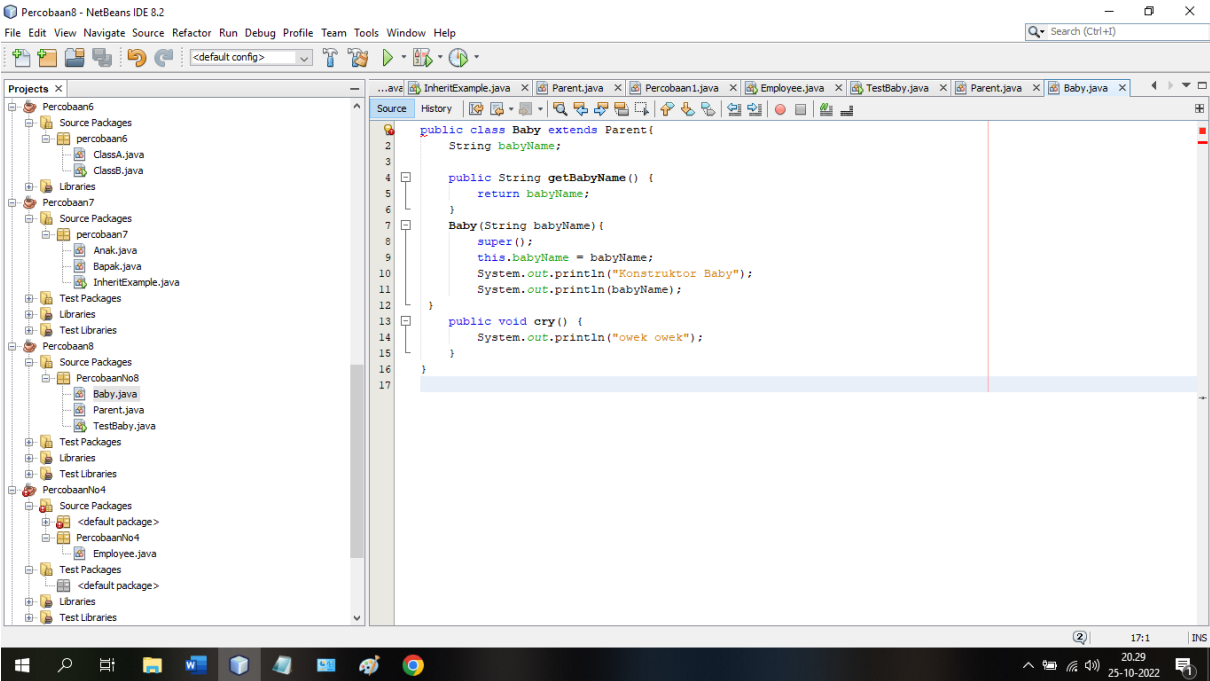 Percobaan8 - NetBeans IDE 8.2
File Edit View Navigate Source Refactor Run Debug Profile Team Tools Window Help
Search (Ctrl+I)
<default config>
Projects
Percobaan6
Source Packages
percobaan6
ClassA.java
ClassB.java
Libraries
Percobaan7
Source Packages
percobaan7
Anak.java
Bapak.java
InheritExample.java
Test Packages
Libraries
Test Libraries
Percobaan8
Source Packages
PercobaanNo8
Baby.java
Parent.java
TestBaby.java
Test Packages
Libraries
Test Libraries
PercobaanNo4
Source Packages
<default package>
PercobaanNo4
Employee.java
Test Packages
<default package>
Libraries
Test Libraries
...ava InheritExample.java Parent.java Percobaan1.java Employee.java TestBaby.java Parent.java Baby.java
Source History
public class Baby extends Parent{
2 String babyName;
3
4 public String getBabyName() {
5 return babyName;
6 }
7 Baby(String babyName){
8 super();
9 this.babyName = babyName;
10 System.out.println("Konstruktor Baby");
11 System.out.println(babyName);
12 }
13 public void cry() {
14 System.out.println("owek owek");
15 }
16 }
17
2 17:1 INS
20.29
25-10-2022